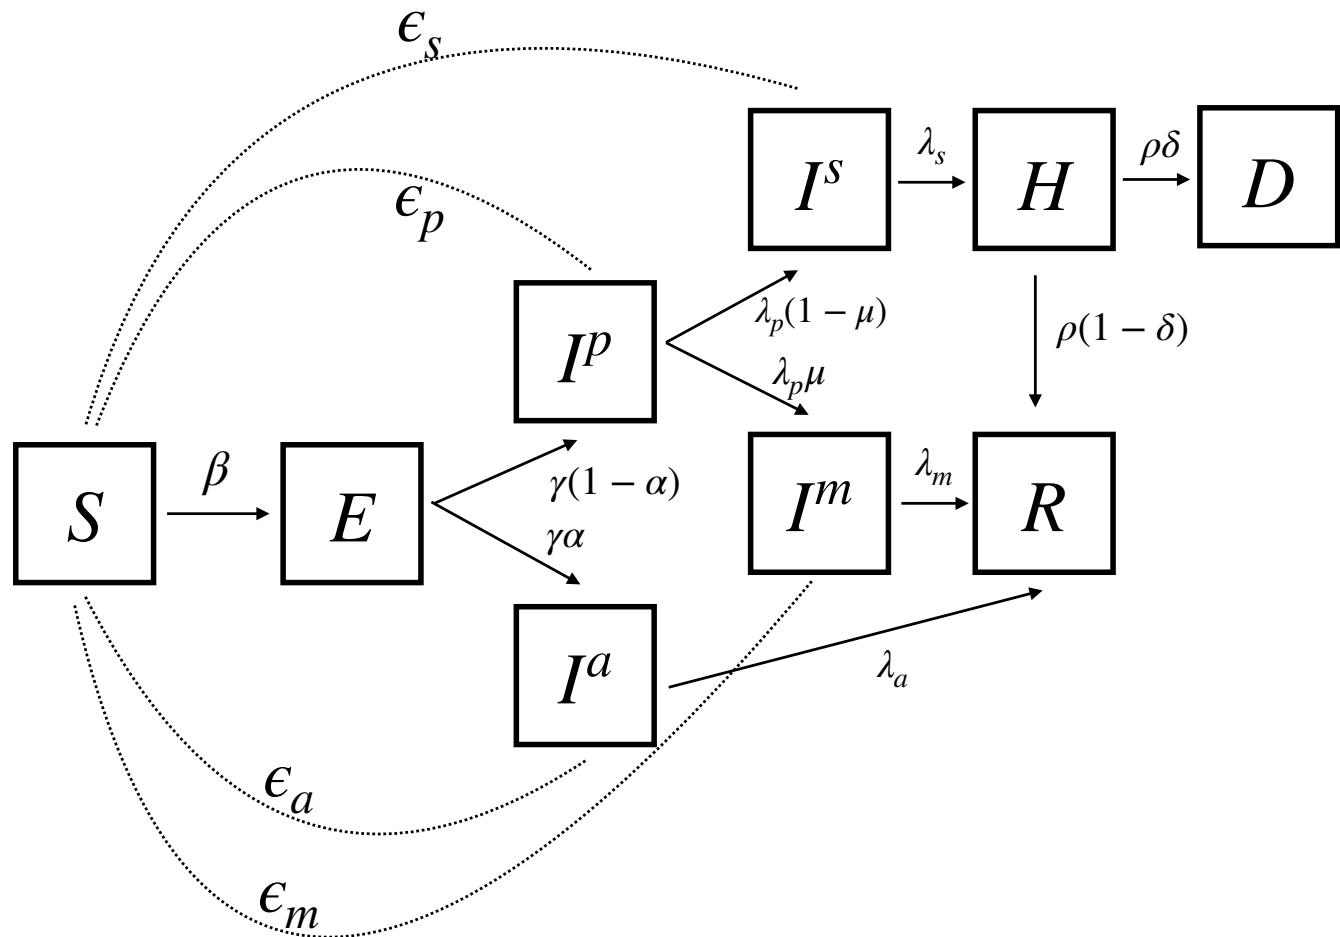 ϵₛ
λₛ
ρδ
Iˢ
H
D
ϵₚ
λₚ(1 − μ)
ρ(1 − δ)
Iᵖ
λₚμ
β
γ(1 − α)
λₘ
S
E
Iᵐ
R
γα
Iᵃ
λₐ
ϵₐ
ϵₘ